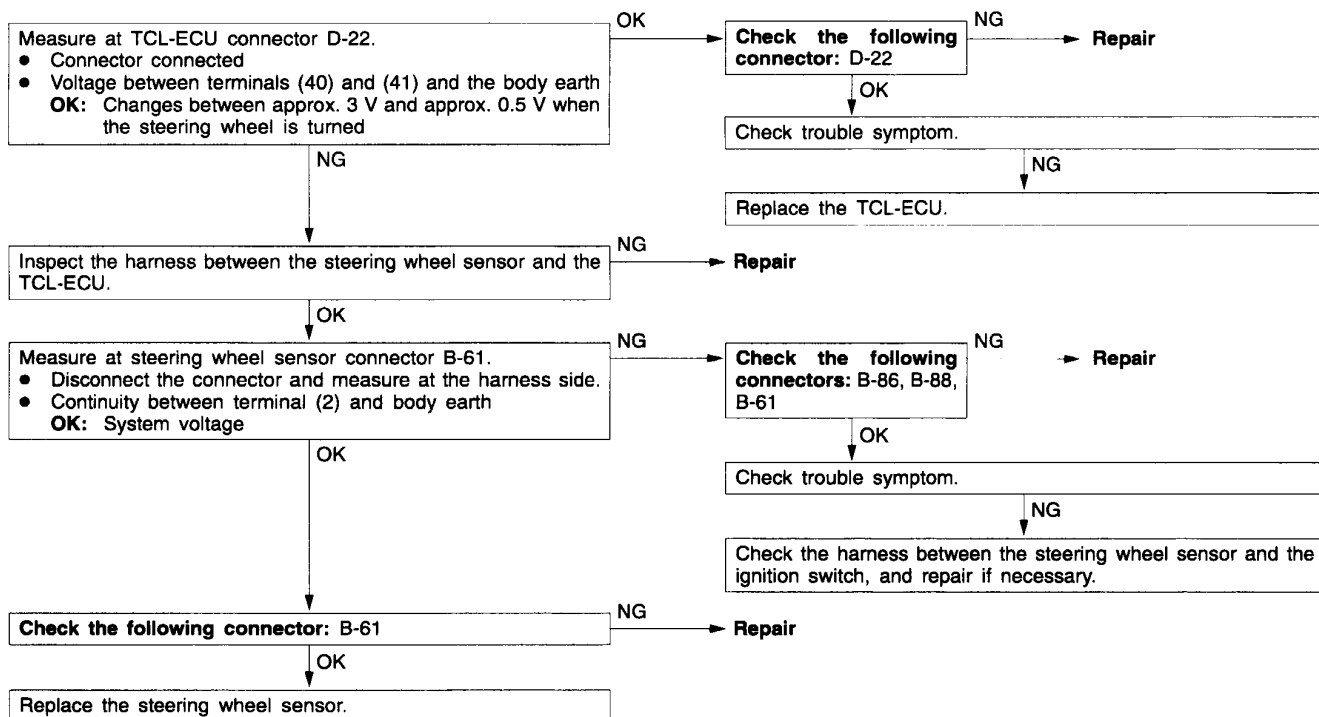 Measure at TCL-ECU connector D-22.
● Connector connected
● Voltage between terminals (40) and (41) and the body earth
OK: Changes between approx. 3 V and approx. 0.5 V when
the steering wheel is turned
OK
Check the following
connector: D-22
NG
Repair
OK
Check trouble symptom.
NG
Replace the TCL-ECU.
NG
Inspect the harness between the steering wheel sensor and the
TCL-ECU.
NG
Repair
OK
Measure at steering wheel sensor connector B-61.
● Disconnect the connector and measure at the harness side.
● Continuity between terminal (2) and body earth
OK: System voltage
NG
Check the following
connectors: B-86, B-88,
B-61
NG
Repair
OK
Check trouble symptom.
NG
Check the harness between the steering wheel sensor and the
ignition switch, and repair if necessary.
OK
Check the following connector: B-61
NG
Repair
OK
Replace the steering wheel sensor.